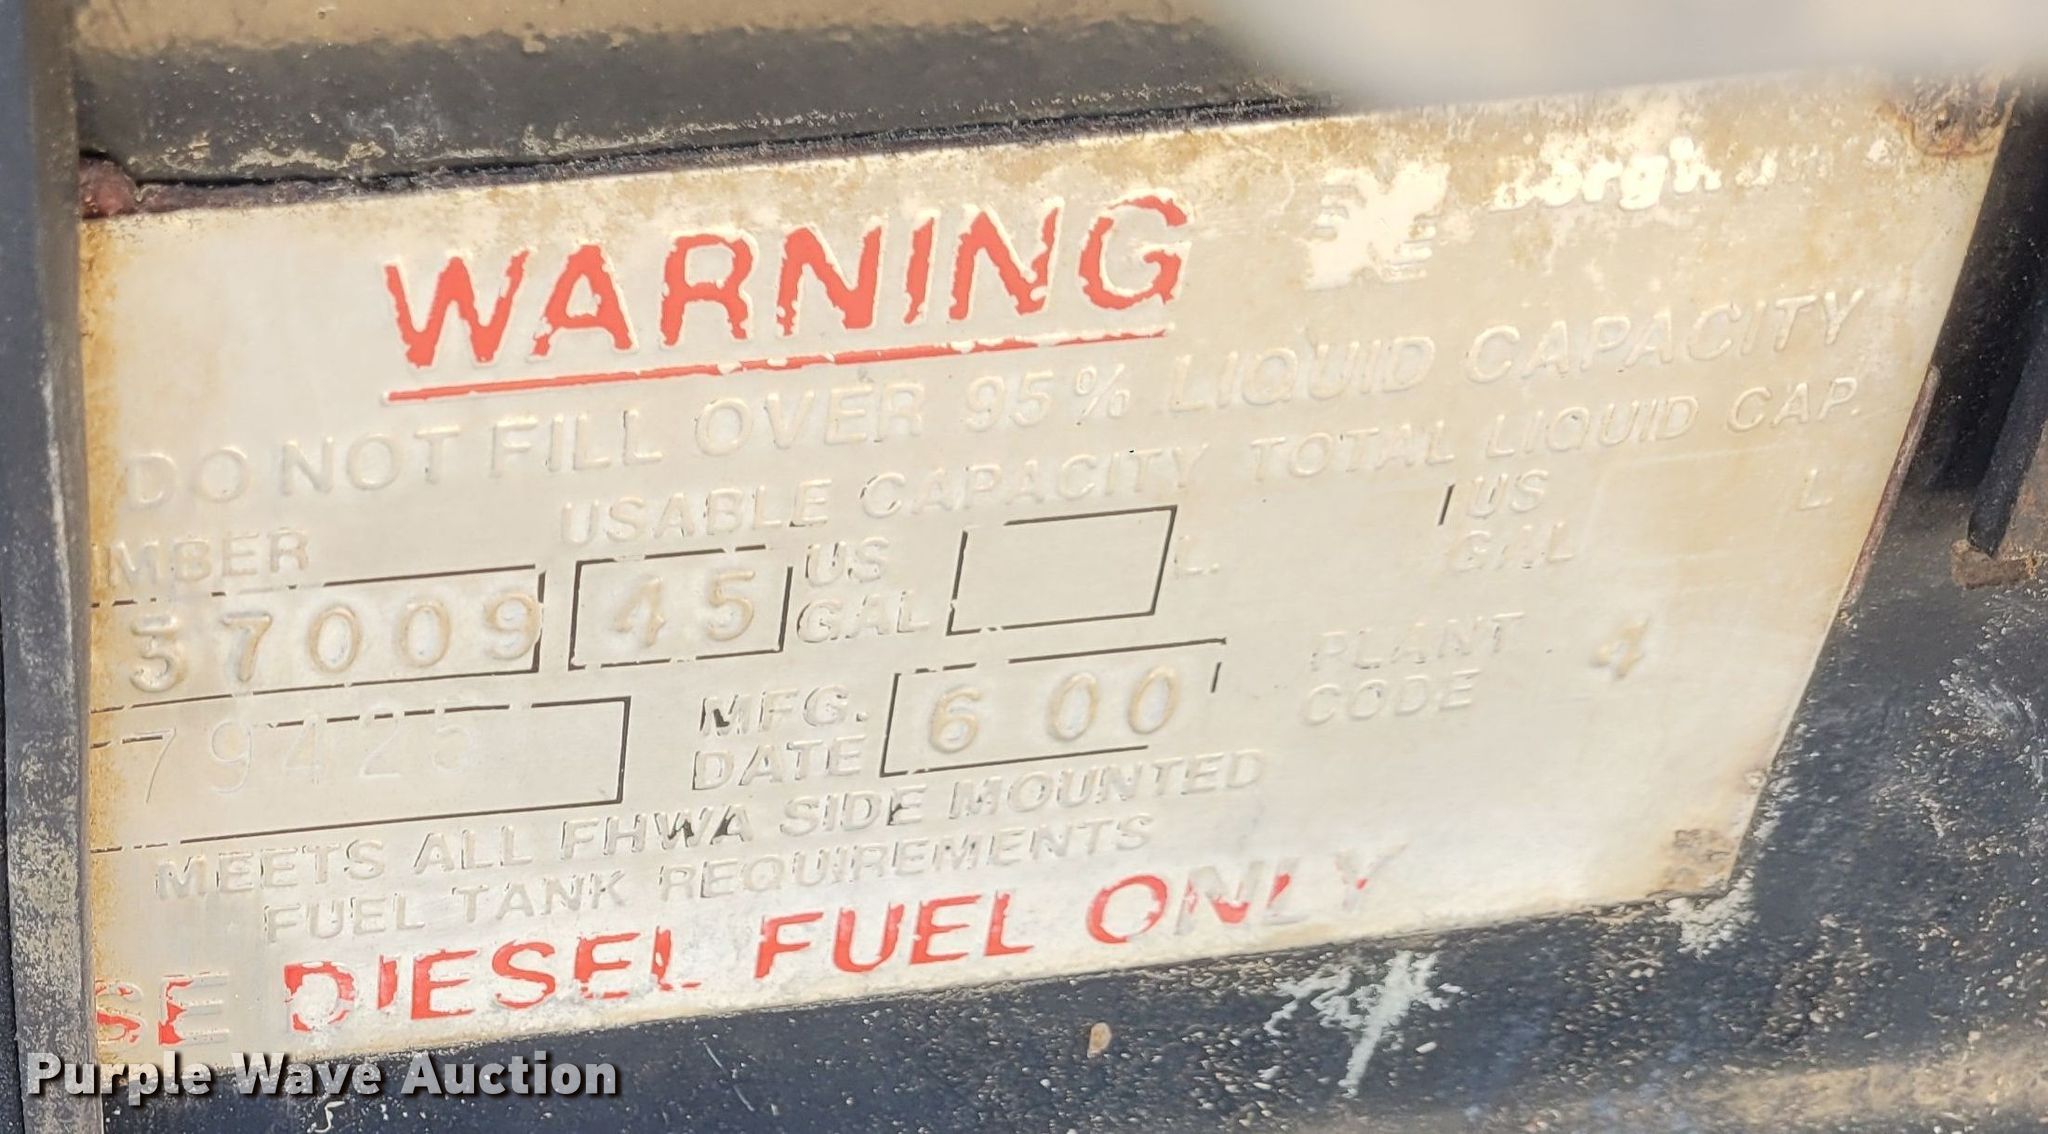 WARNING
DO NOT FILL OVER 95% LIQUID CAPACITY
USABLE CAPACITY TOTAL LIQUID CAP.
MBER
57009 45 US GAL L. US GAL L
79425 MFG. DATE 6 00 PLANT CODE 4
MEETS ALL FHWA SIDE MOUNTED
FUEL TANK REQUIREMENTS
SE DIESEL FUEL ONLY
Purple Wave Auction